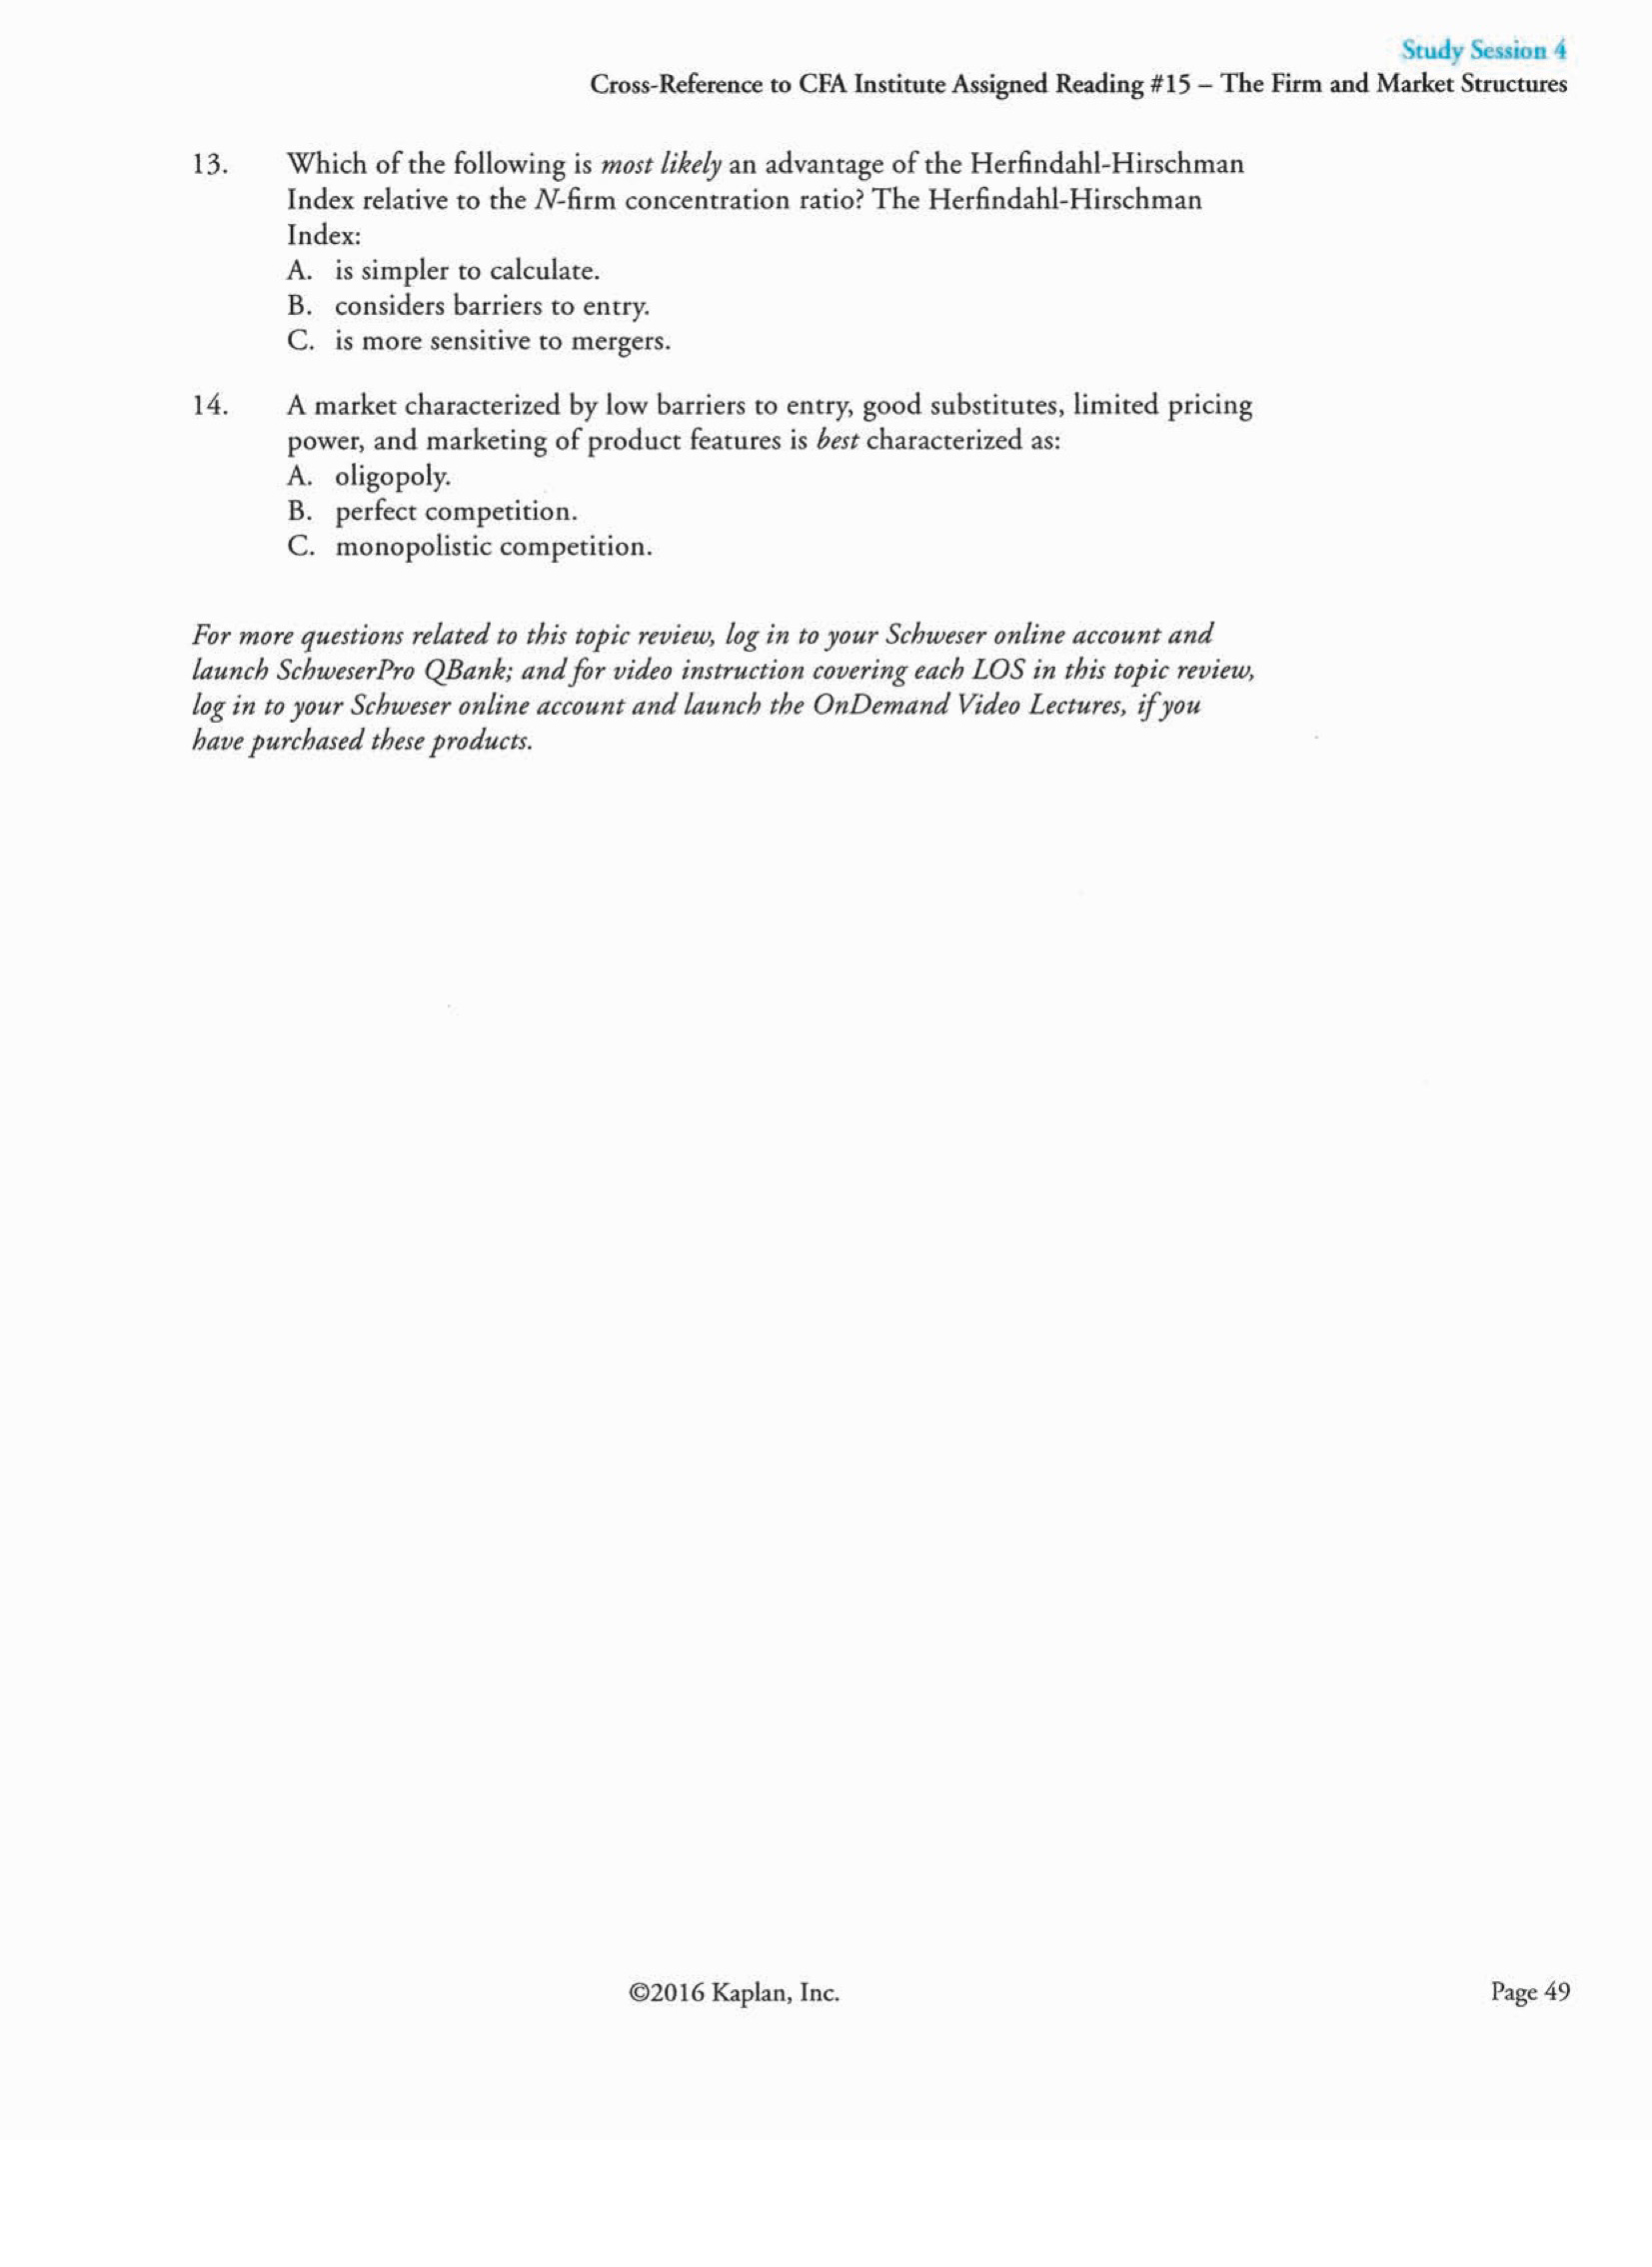 Study Session 4
Cross-Reference to CFA Institute Assigned Reading #15 – The Firm and Market Structures
13. Which of the following is most likely an advantage of the Herfindahl-Hirschman
Index relative to the N-firm concentration ratio? The Herfindahl-Hirschman
Index:
A. is simpler to calculate.
B. considers barriers to entry.
C. is more sensitive to mergers.
14. A market characterized by low barriers to entry, good substitutes, limited pricing
power, and marketing of product features is best characterized as:
A. oligopoly.
B. perfect competition.
C. monopolistic competition.
For more questions related to this topic review, log in to your Schweser online account and
launch SchweserPro QBank; and for video instruction covering each LOS in this topic review,
log in to your Schweser online account and launch the OnDemand Video Lectures, if you
have purchased these products.
©2016 Kaplan, Inc.
Page 49